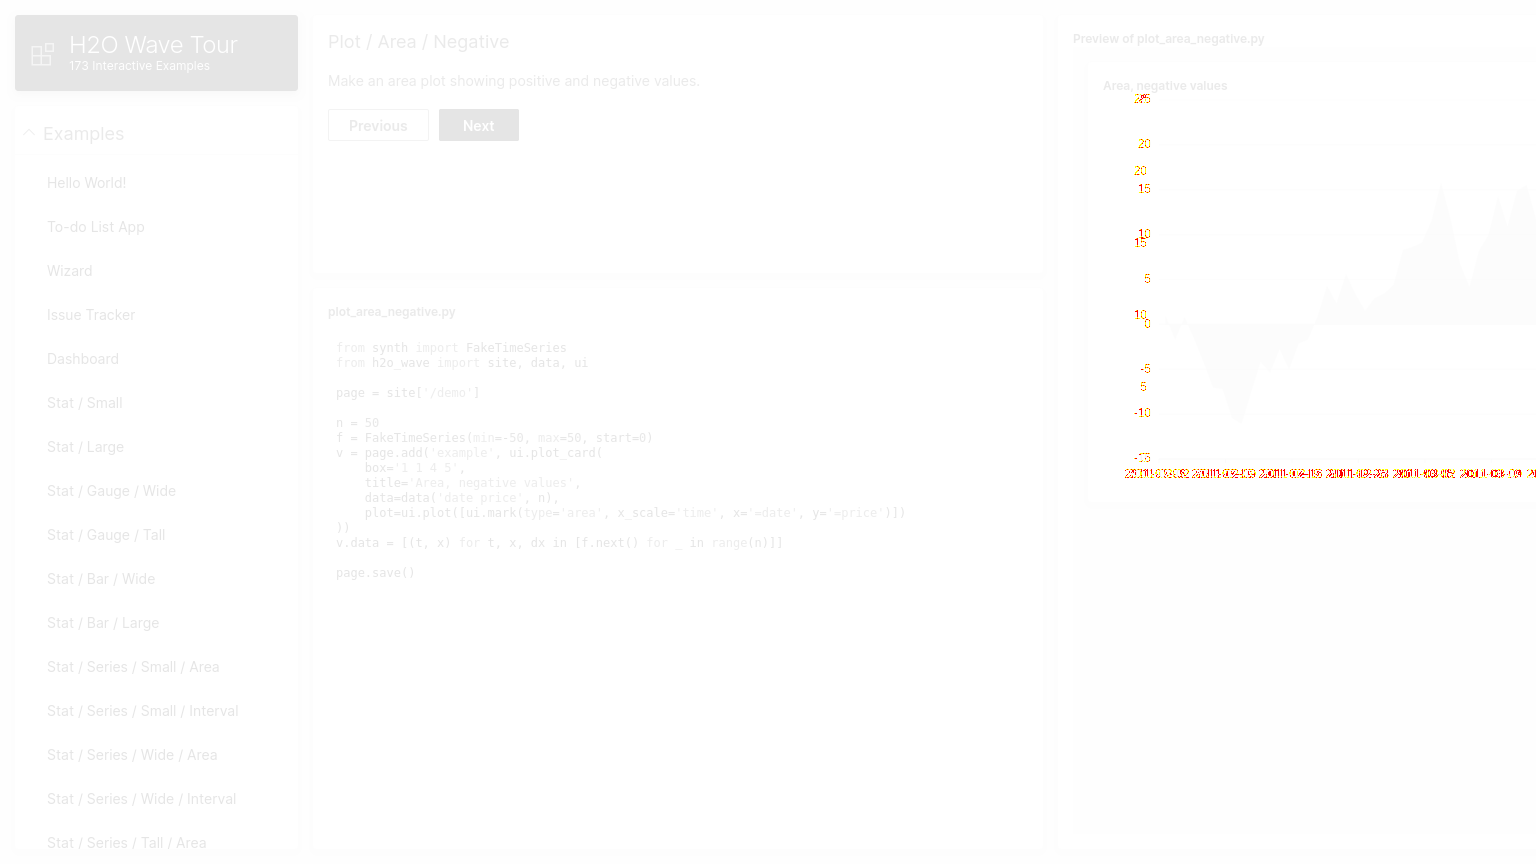 H2O Wave Tour
173 Interactive Examples
Examples
Hello World!
To-do List App
Wizard
Issue Tracker
Dashboard
Stat / Small
Stat / Large
Stat / Gauge / Wide
Stat / Gauge / Tall
Stat / Bar / Wide
Stat / Bar / Large
Stat / Series / Small / Area
Stat / Series / Small / Interval
Stat / Series / Wide / Area
Stat / Series / Wide / Interval
Stat / Series / Tall / Area
Plot / Area / Negative
Make an area plot showing positive and negative values.
Previous
Next
plot_area_negative.py
from synth import FakeTimeSeries
from h2o_wave import site, data, ui
page = site['/demo']
n = 50
f = FakeTimeSeries(min=-50, max=50, start=0)
v = page.add('example', ui.plot_card(
    box='1 1 4 5',
    title='Area, negative values',
    data=data('date price', n),
    plot=ui.plot([ui.mark(type='area', x_scale='time', x='=date', y='=price')])
))
v.data = [(t, x) for t, x, dx in [f.next() for _ in range(n)]]
page.save()
Preview of plot_area_negative.py
Area, negative values
20
20
15
10
15
5
10
0
-5
5
-10
-15